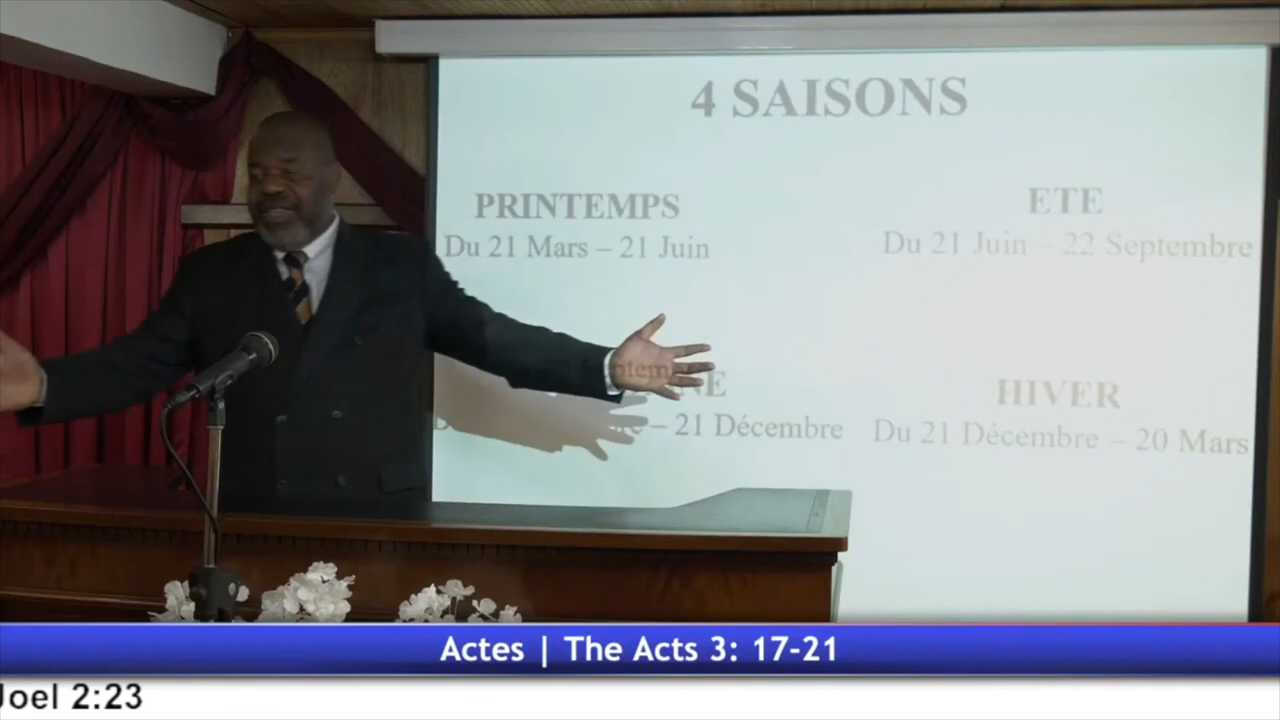 4 SAISONS
PRINTEMPS
Du 21 Mars – 21 Juin
ETE
Du 21 Juin – 22 Septembre
– 21 Décembre
HIVER
Du 21 Décembre – 20 Mars
Actes | The Acts 3: 17-21
Joel 2:23